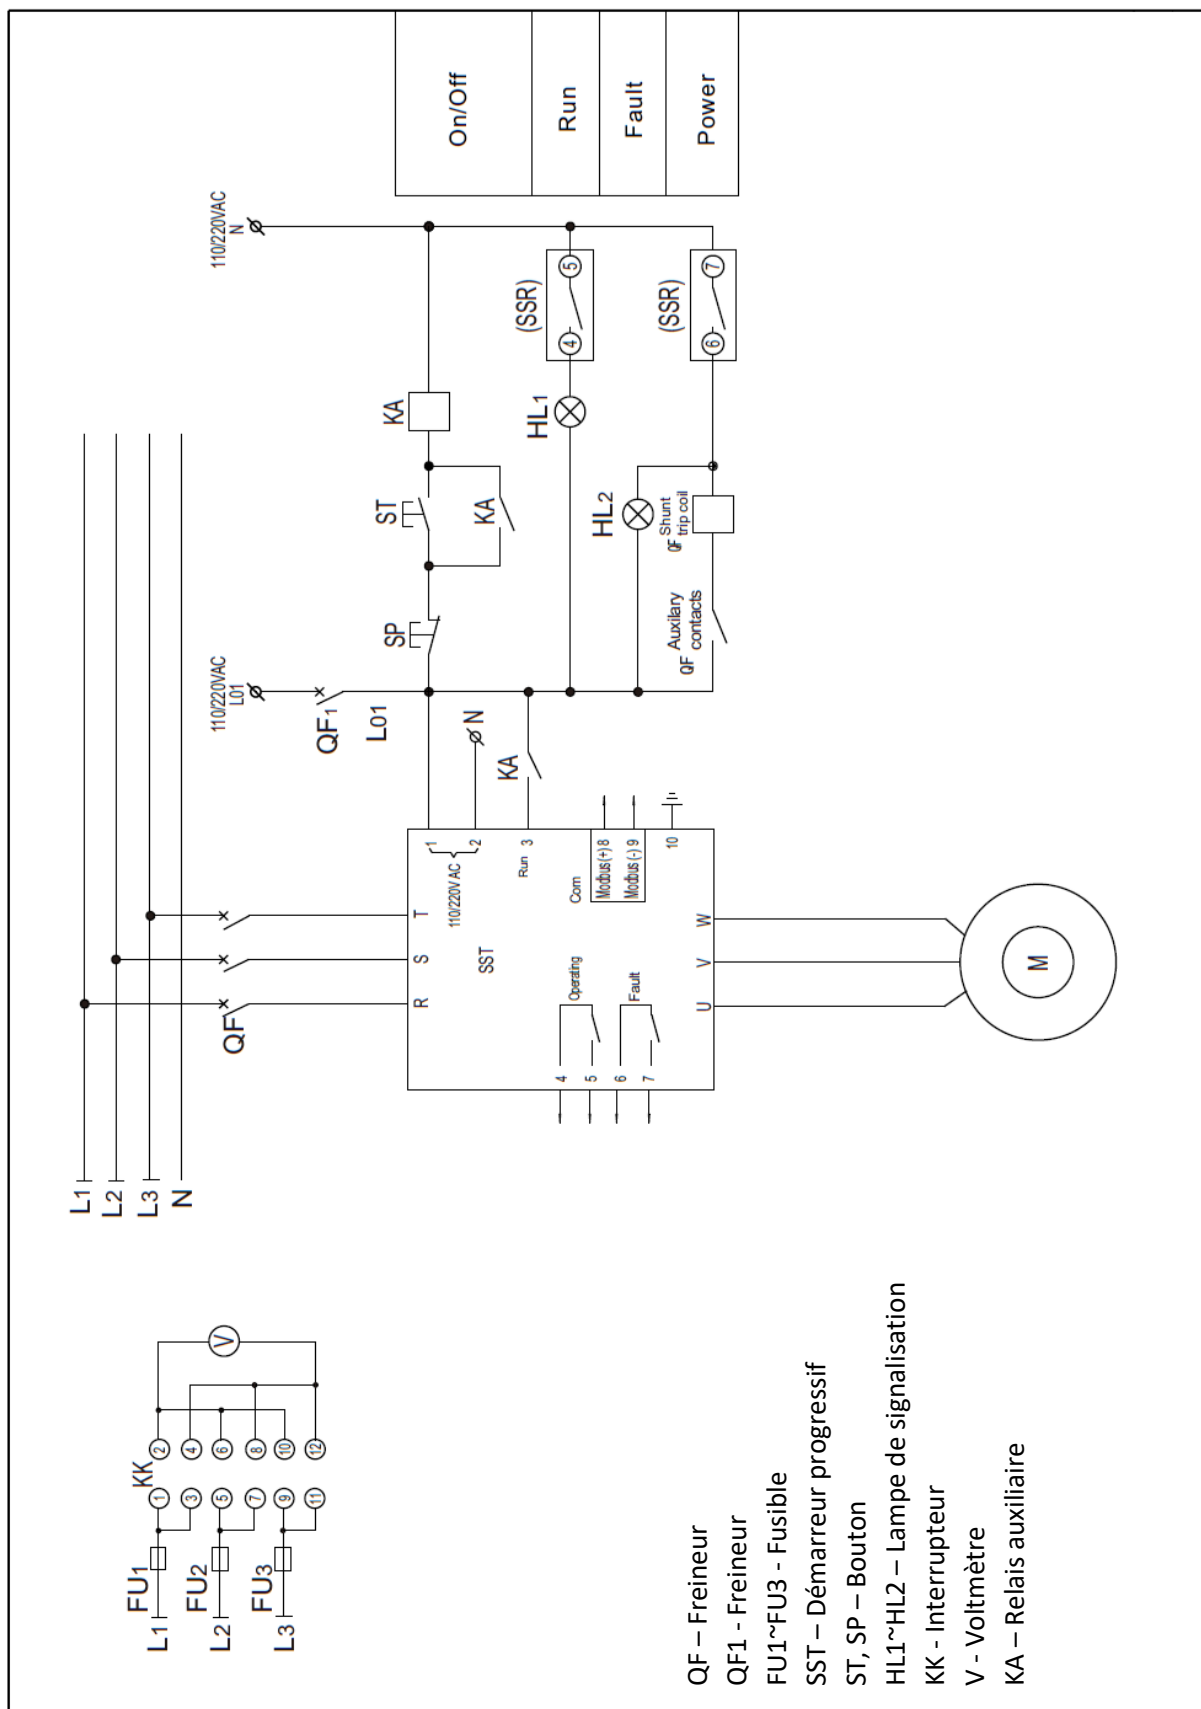 L1
L2
L3
N
QF
R
S
T
SST
1
2
110/220V AC
Run 3
Com
Modbus (+) 8
Modbus (-) 9
10
Operating
Fault
4
5
6
7
U
V
W
M
110/220VAC
L01
QF1
L01
N
KA
SP
ST
KA
KA
110/220VAC
N
HL1
(SSR)
4
5
HL2
QF Shunt
trip coil
QF Auxilary
contacts
(SSR)
6
7
On/Off
Run
Fault
Power
FU1
FU2
FU3
L1
L2
L3
KK
1
2
3
4
5
6
7
8
9
10
11
12
V
QF – Freineur
QF1 - Freineur
FU1~FU3 - Fusible
SST – Démarreur progressif
ST, SP – Bouton
HL1~HL2 – Lampe de signalisation
KK - Interrupteur
V - Voltmètre
KA – Relais auxiliaire